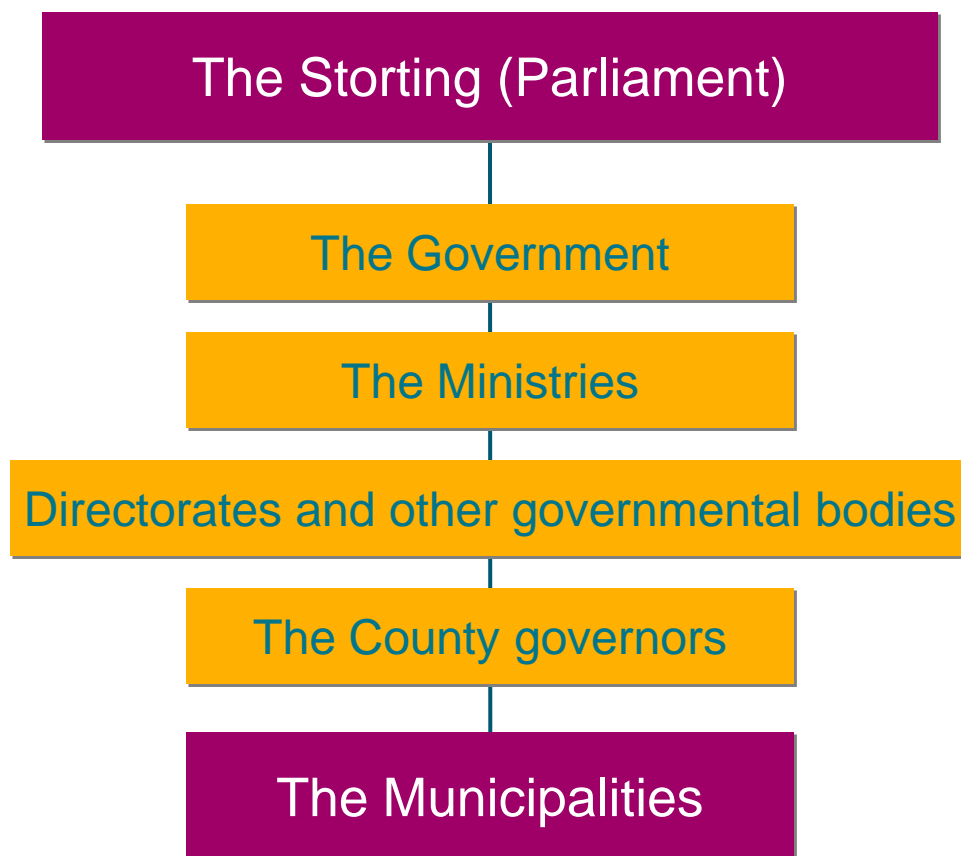 The Storting (Parliament)
The Government
The Ministries
Directorates and other governmental bodies
The County governors
The Municipalities